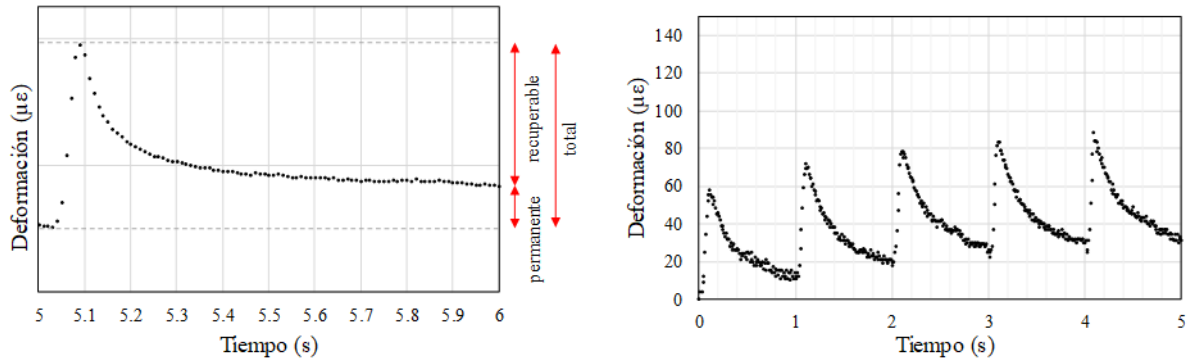 Deformación (µε)
5 5.1 5.2 5.3 5.4 5.5 5.6 5.7 5.8 5.9 6
Tiempo (s)
permanente
recuperable
total
Deformación (µε)
140
120
100
80
60
40
20
0
0 1 2 3 4 5
Tiempo (s)